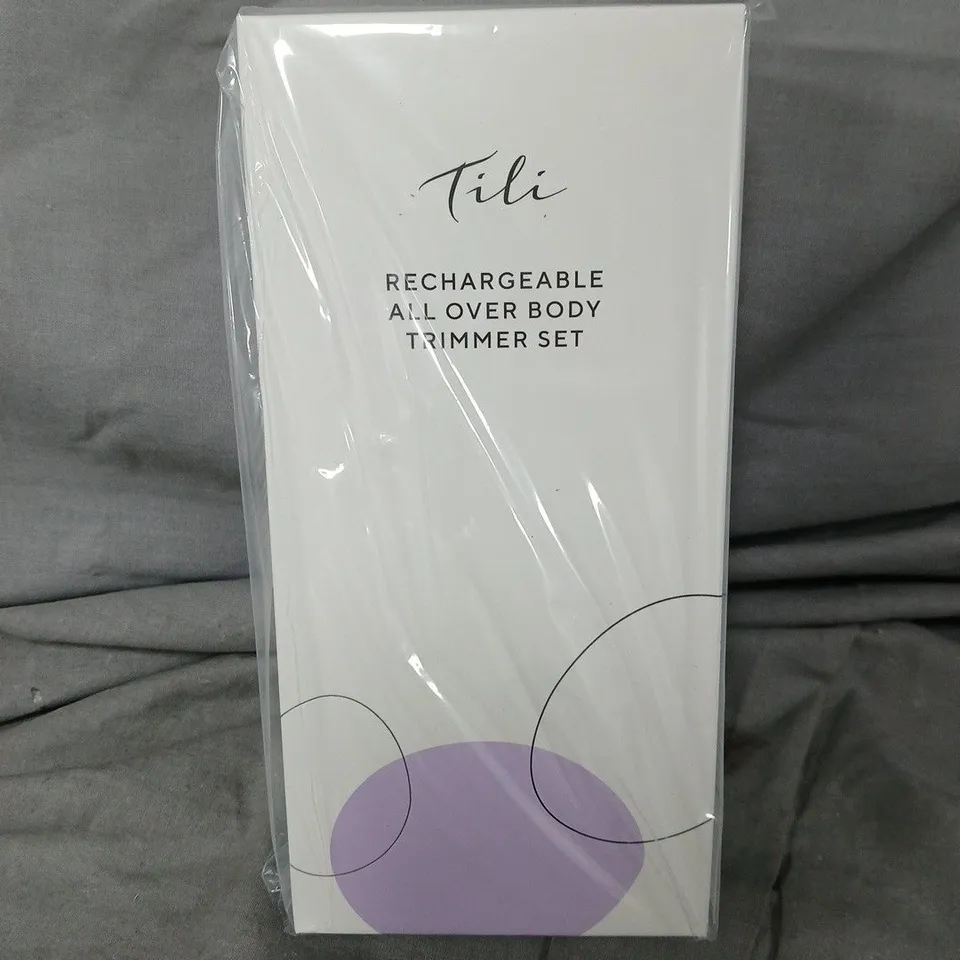 Tili
RECHARGEABLE
ALL OVER BODY
TRIMMER SET